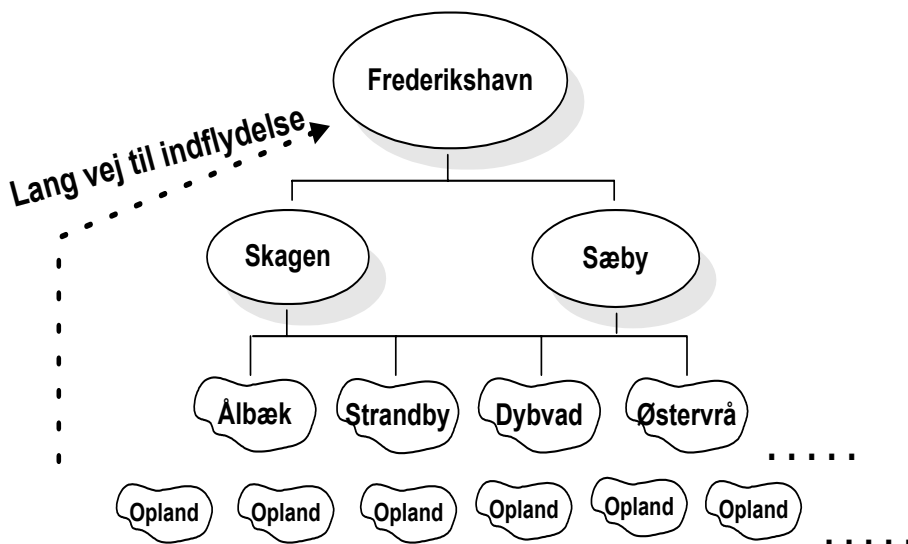 Frederikshavn
Lang vej til indflydelse
Skagen
Sæby
Ålbæk
Strandby
Dybvad
Østervrå
. . . . .
Opland
Opland
Opland
Opland
Opland
Opland
. . . . .